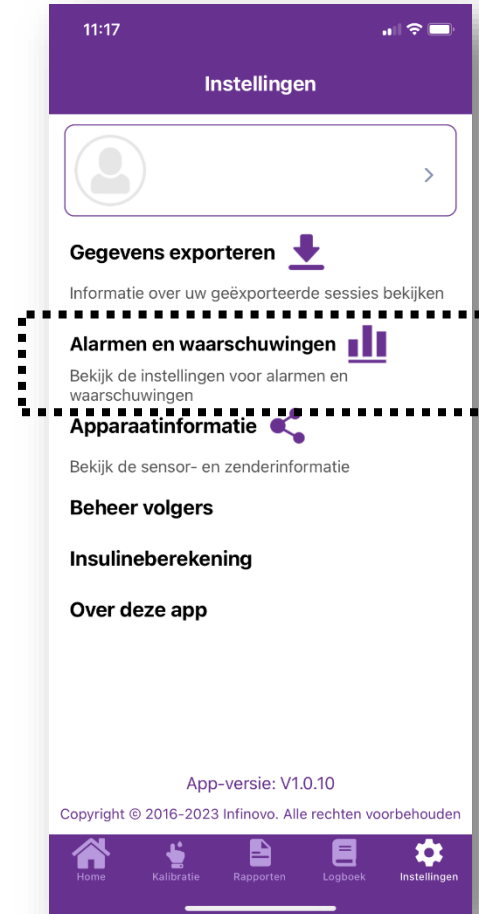 11:17
Instellingen
Gegevens exporteren
Informatie over uw geëxporteerde sessies bekijken
Alarmen en waarschuwingen
Bekijk de instellingen voor alarmen en
waarschuwingen
Apparaatinformatie
Bekijk de sensor- en zenderinformatie
Beheer volgers
Insulineberekening
Over deze app
App-versie: V1.0.10
Copyright © 2016-2023 Infinovo. Alle rechten voorbehouden
Home Kalibratie Rapporten Logboek Instellingen